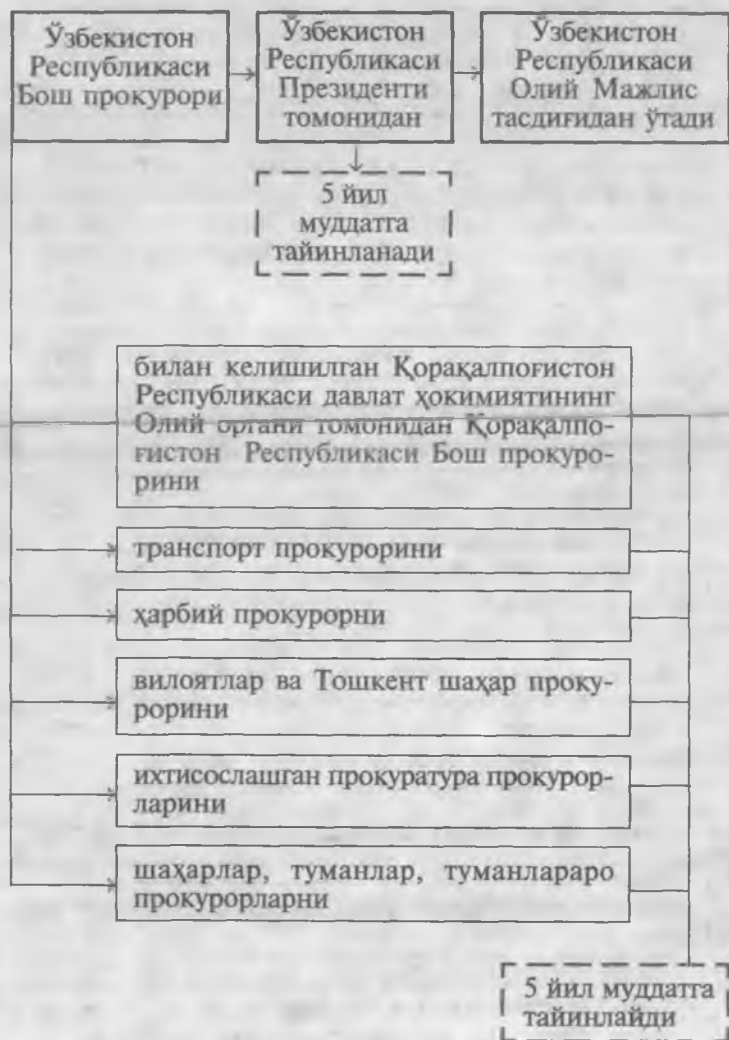 Ўзбекистон
Республикаси
Бош прокурори
Ўзбекистон
Республикаси
Президенти
томонидан
Ўзбекистон
Республикаси
Олий Мажлис
тасдиғидан ўтади
5 йил
муддатга
тайинланади
билан келишилган Қорақалпоғистон
Республикаси давлат ҳокимиятининг
Олий органи томонидан Қорақалпо-
ғистон Республикаси Бош прокуро-
рини
транспорт прокурорини
ҳарбий прокурорни
вилоятлар ва Тошкент шаҳар проку-
рорини
ихтисослашган прокуратура прокурор-
ларини
шаҳарлар, туманлар, туманлараро
прокурорларни
5 йил муддатга
тайинлайди